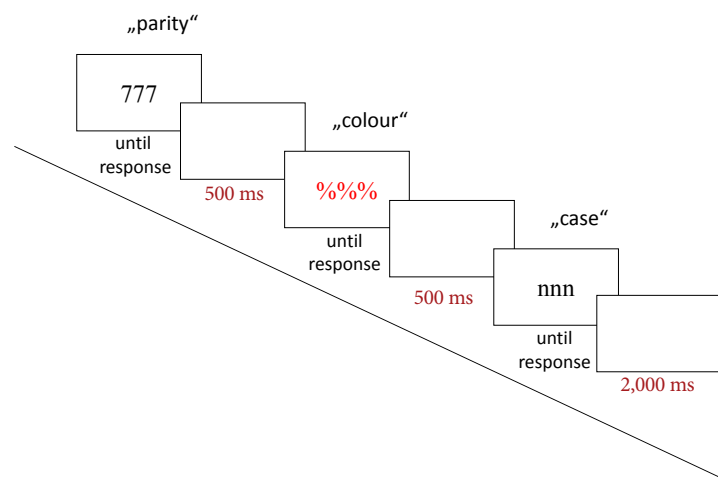 „parity“
777
until
response
500 ms
„colour“
%%%
until
response
500 ms
„case“
nnn
until
response
2,000 ms